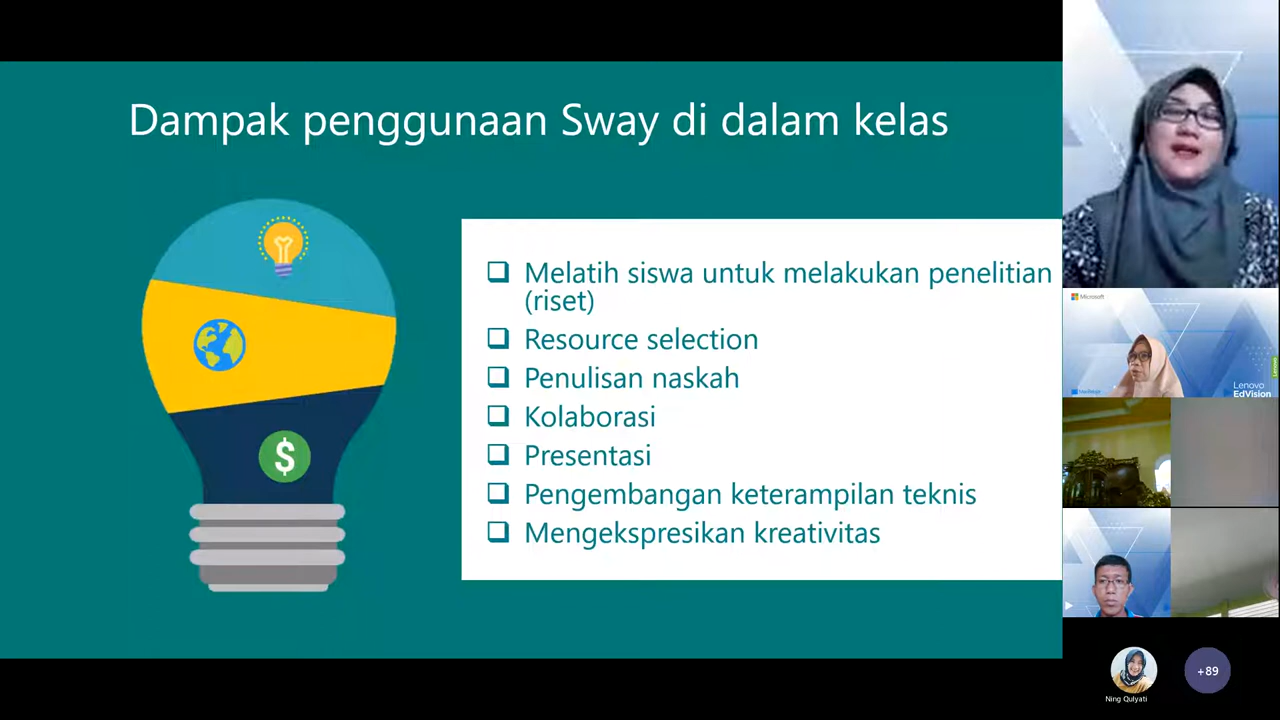 Dampak penggunaan Sway di dalam kelas
$
Melatih siswa untuk melakukan penelitian
(riset)
Resource selection
Penulisan naskah
Kolaborasi
Presentasi
Pengembangan keterampilan teknis
Mengekspresikan kreativitas
Microsoft
Lenovo
Lenovo
EdVision
Ning Qulyati
+89